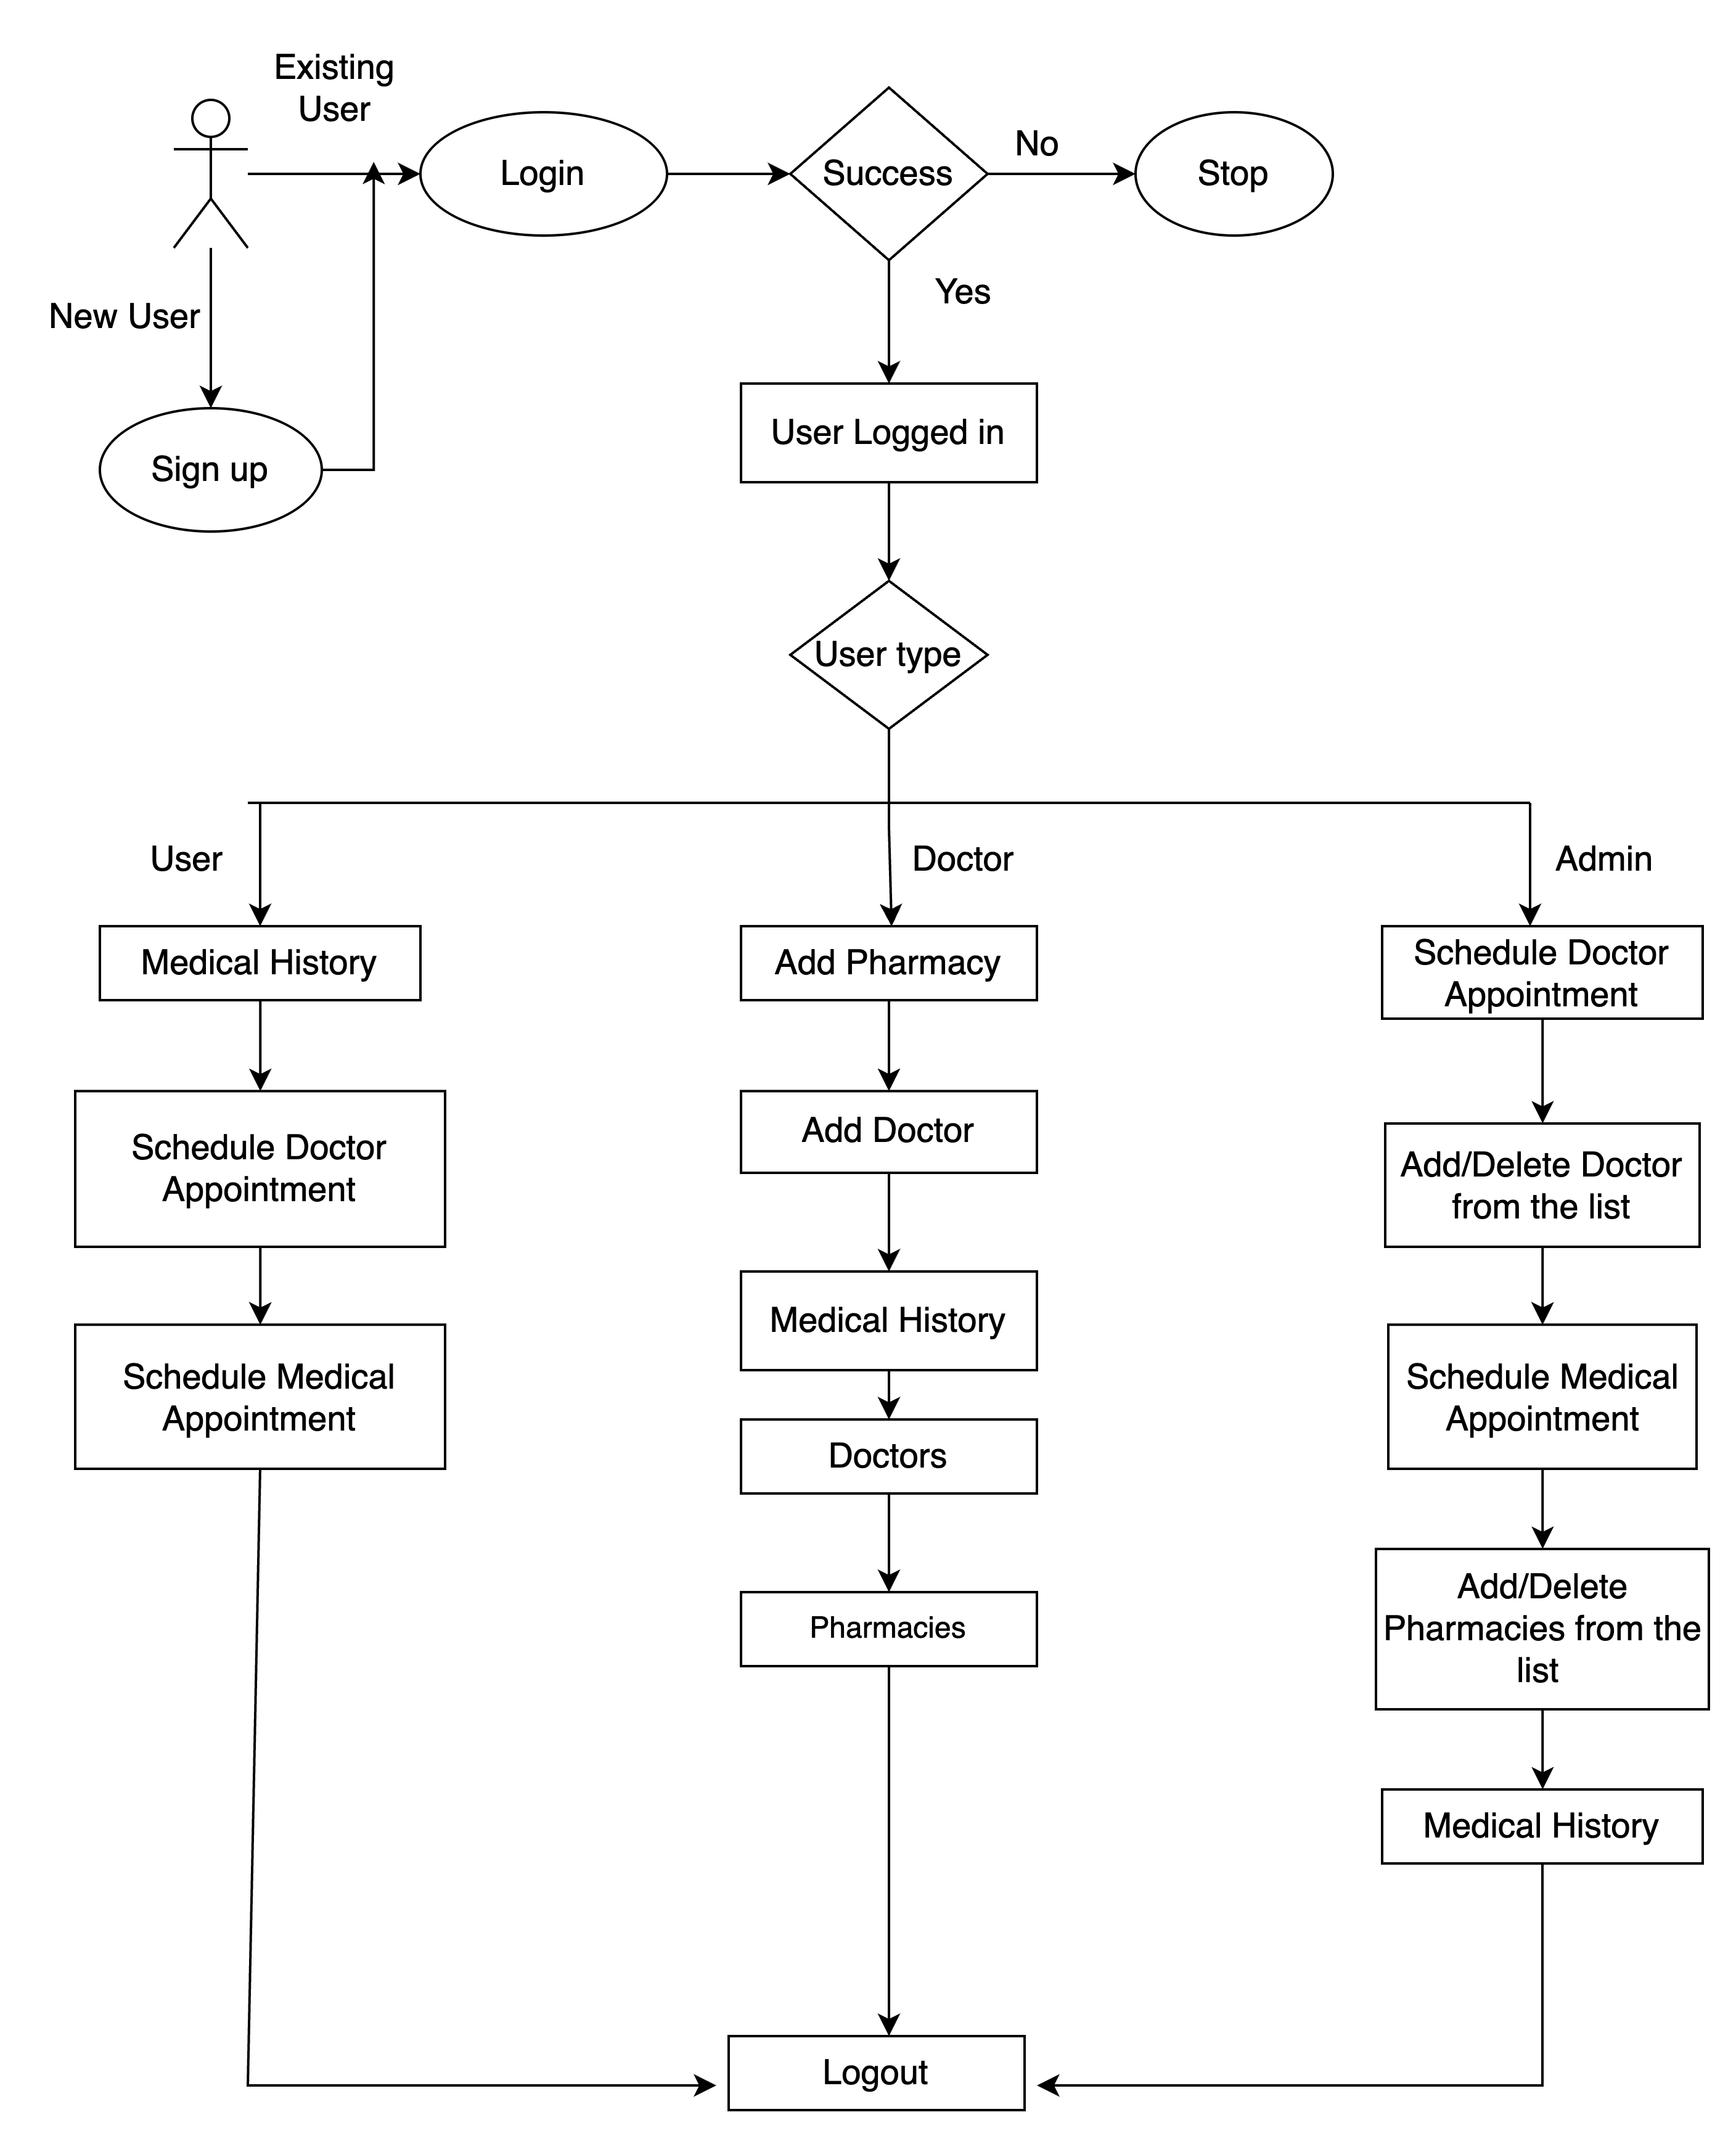 Existing
User
Login
Success
No
Stop
Yes
New User
User Logged in
Sign up
User type
User
Doctor
Admin
Medical History
Add Pharmacy
Schedule Doctor
Appointment
Schedule Doctor
Appointment
Add Doctor
Add/Delete Doctor
from the list
Schedule Medical
Appointment
Medical History
Schedule Medical
Appointment
Doctors
Pharmacies
Add/Delete
Pharmacies from the
list
Medical History
Logout